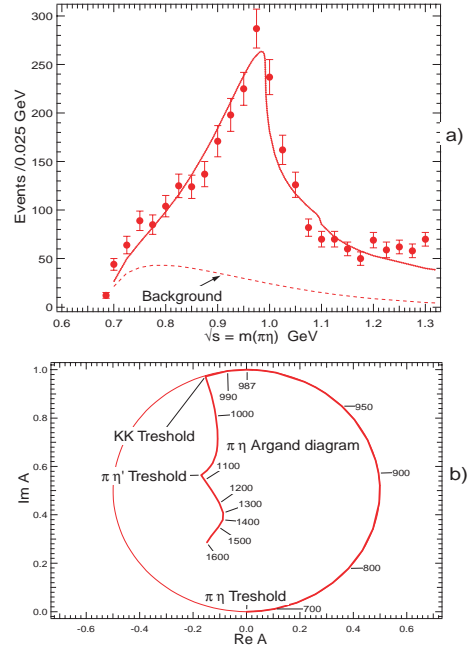 300
250
200
150
100
50
0
Events /0.025 GeV
Background
0.6 0.7 0.8 0.9 1.0 1.1 1.2 1.3
√s = m(πη) GeV
a)
1.0
0.8
0.6
0.4
0.2
0.0
Im A
987
990
1000
950
KK Treshold
π η Argand diagram
π η' Treshold
1100
900
1200
1300
1400
1500
1600
800
π η Treshold
700
b)
-0.6 -0.4 -0.2 0.0 0.2 0.4 0.6
Re A